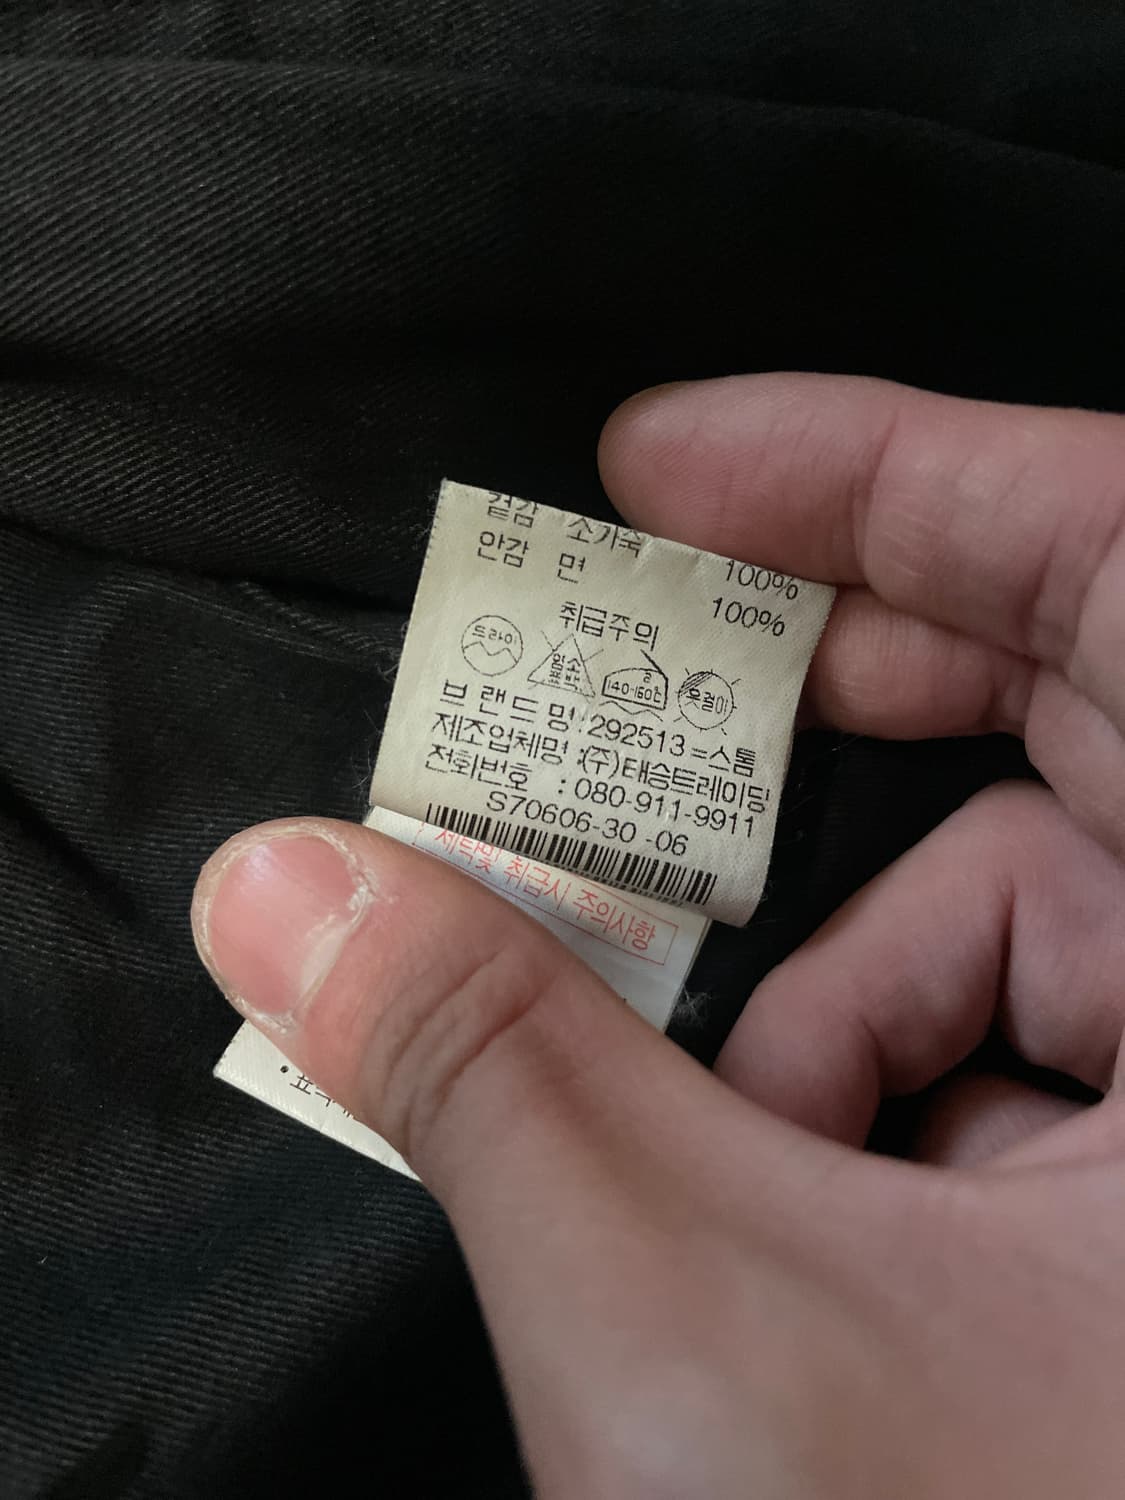 겉감 소가죽 100%
안감 면 100%
취급주의
드라이
염소 표백
140-160℃
옷걸이
브랜드명:292513=스톰
제조업체명:(주)태승트레이딩
전화번호 : 080-911-9911
S70606-30 -06
세탁및 취급시 주의사항